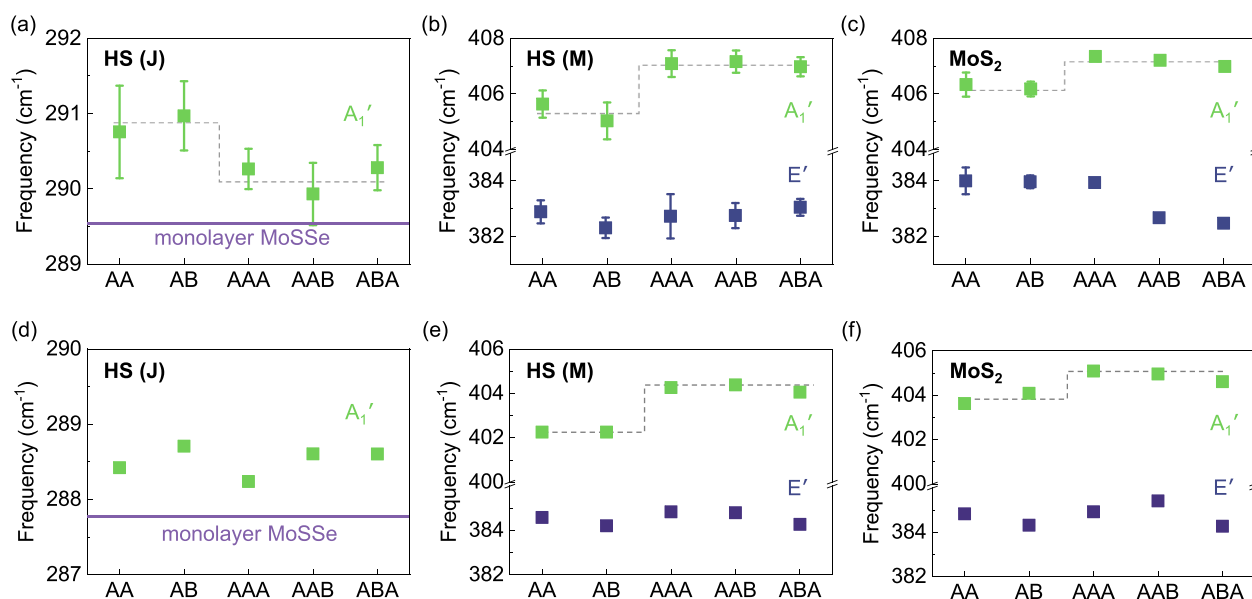 (a)
HS (J)
Frequency (cm⁻¹)
292
291
290
289
A₁′
monolayer MoSSe
AA AB AAA AAB ABA
(b)
HS (M)
Frequency (cm⁻¹)
408
406
404
384
382
A₁′
E′
AA AB AAA AAB ABA
(c)
MoS₂
Frequency (cm⁻¹)
408
406
404
384
382
A₁′
E′
AA AB AAA AAB ABA
(d)
HS (J)
Frequency (cm⁻¹)
290
289
288
287
A₁′
monolayer MoSSe
AA AB AAA AAB ABA
(e)
HS (M)
Frequency (cm⁻¹)
406
404
402
400
384
382
A₁′
E′
AA AB AAA AAB ABA
(f)
MoS₂
Frequency (cm⁻¹)
406
404
402
400
384
382
A₁′
E′
AA AB AAA AAB ABA